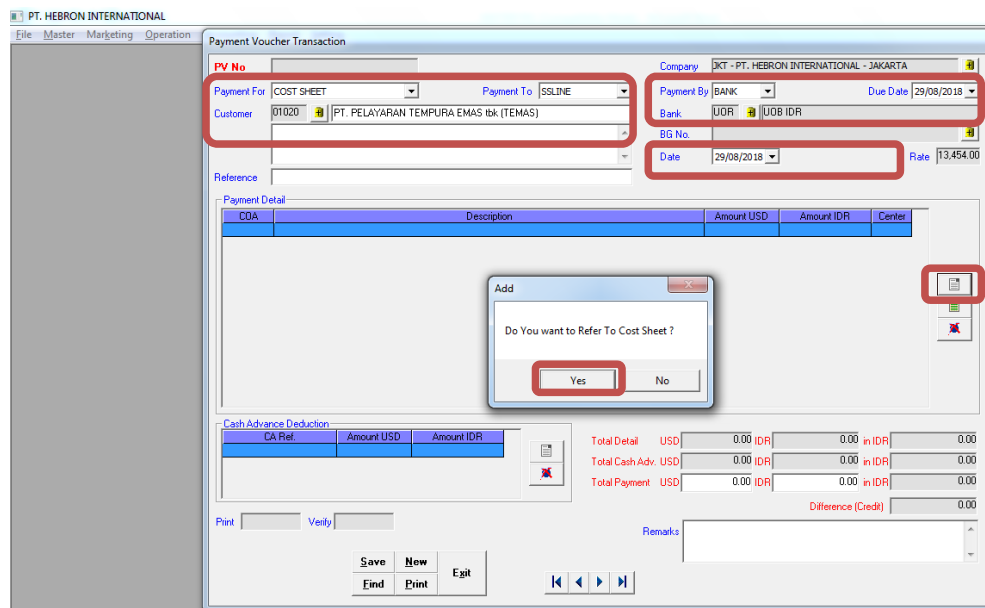 PT. HEBRON INTERNATIONAL
File Master Marketing Operation
Payment Voucher Transaction
PV No
Company JKT - PT. HEBRON INTERNATIONAL - JAKARTA
Payment For COST SHEET Payment To SSLINE
Payment By BANK Due Date 29/08/2018
Customer 01020 PT. PELAYARAN TEMPURA EMAS tbk (TEMAS)
Bank UOR UOB IDR
BG No.
Date 29/08/2018 Rate 13,454.00
Reference
Payment Detail
COA Description Amount USD Amount IDR Center
Add
Do You want to Refer To Cost Sheet ?
Yes No
Cash Advance Deduction
CA Ref. Amount USD Amount IDR
Total Detail USD 0.00 IDR 0.00 in IDR 0.00
Total Cash Adv. USD 0.00 IDR 0.00 in IDR 0.00
Total Payment USD 0.00 IDR 0.00 in IDR 0.00
Difference (Credit) 0.00
Print Verify
Remarks
Save New Exit
Find Print